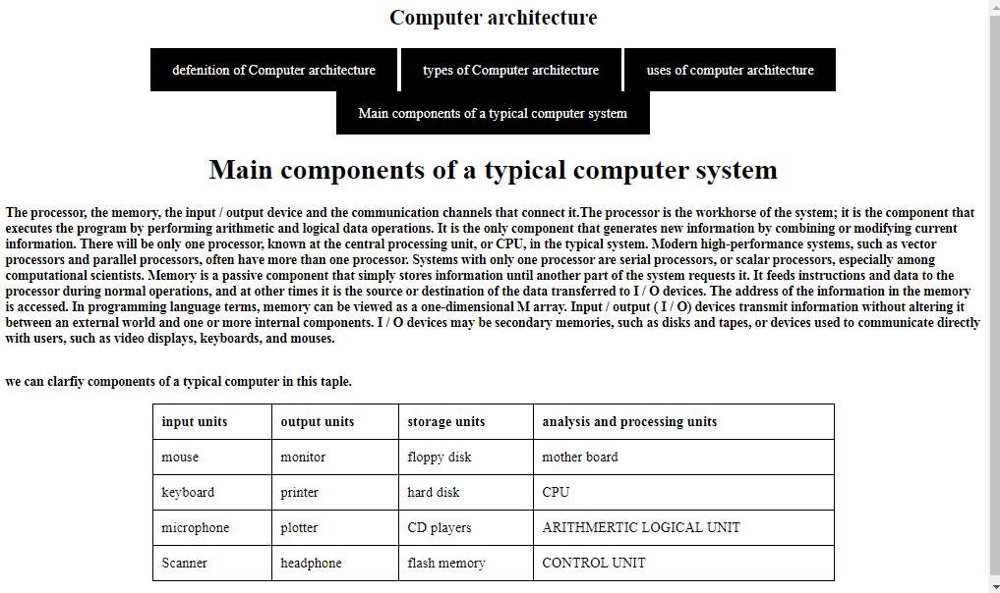 Computer architecture
defenition of Computer architecture types of Computer architecture uses of computer architecture
Main components of a typical computer system
Main components of a typical computer system
The processor, the memory, the input / output device and the communication channels that connect it.The processor is the workhorse of the system; it is the component that
executes the program by performing arithmetic and logical data operations. It is the only component that generates new information by combining or modifying current
information. There will be only one processor, known at the central processing unit, or CPU, in the typical system. Modern high-performance systems, such as vector
processors and parallel processors, often have more than one processor. Systems with only one processor are serial processors, or scalar processors, especially among
computational scientists. Memory is a passive component that simply stores information until another part of the system requests it. It feeds instructions and data to the
processor during normal operations, and at other times it is the source or destination of the data transferred to I / O devices. The address of the information in the memory
is accessed. In programming language terms, memory can be viewed as a one-dimensional M array. Input / output ( I / O) devices transmit information without altering it
between an external world and one or more internal components. I / O devices may be secondary memories, such as disks and tapes, or devices used to communicate directly
with users, such as video displays, keyboards, and mouses.
we can clarfiy components of a typical computer in this taple.
input units output units storage units analysis and processing units
mouse monitor floppy disk mother board
keyboard printer hard disk CPU
microphone plotter CD players ARITHMERTIC LOGICAL UNIT
Scanner headphone flash memory CONTROL UNIT